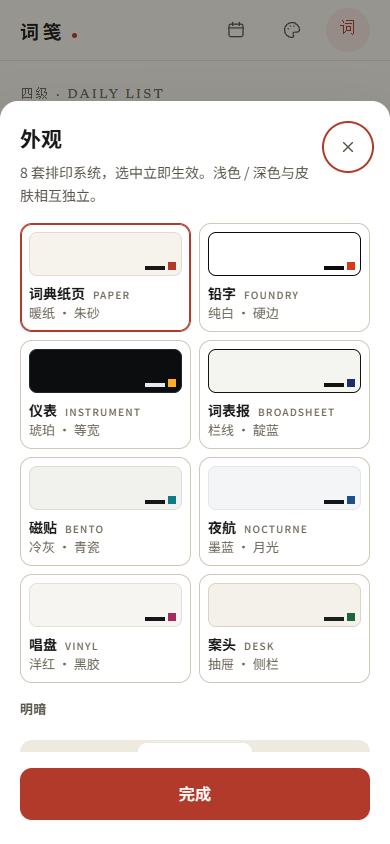 词笺
词
四级 · DAILY LIST
外观
8 套排印系统，选中立即生效。浅色 / 深色与皮
肤相互独立。
词典纸页 PAPER
暖纸 · 朱砂
铅字 FOUNDRY
纯白 · 硬边
仪表 INSTRUMENT
琥珀 · 等宽
词表报 BROADSHEET
栏线 · 靛蓝
磁贴 BENTO
冷灰 · 青瓷
夜航 NOCTURNE
墨蓝 · 月光
唱盘 VINYL
洋红 · 黑胶
案头 DESK
抽屉 · 侧栏
明暗
完成